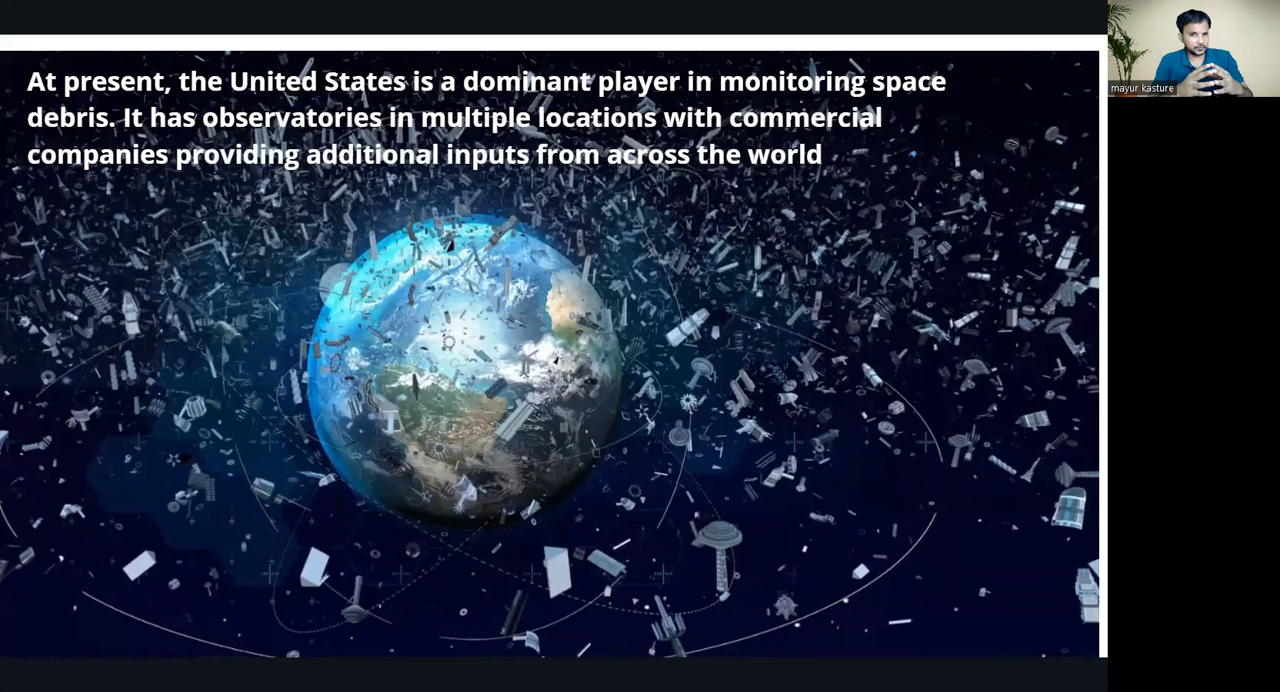 At present, the United States is a dominant player in monitoring space
debris. It has observatories in multiple locations with commercial
companies providing additional inputs from across the world
mayur kasture